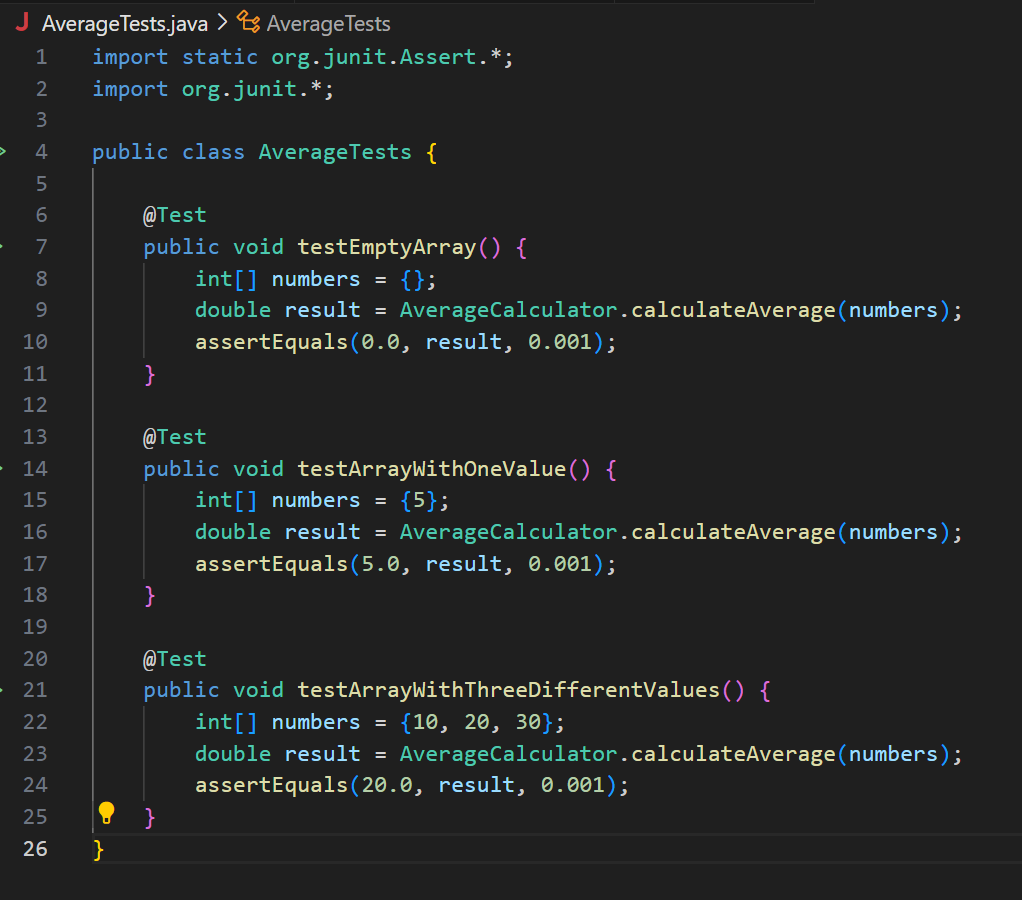 J AverageTests.java > AverageTests
1 import static org.junit.Assert.*;
2 import org.junit.*;
3
4 public class AverageTests {
5
6     @Test
7     public void testEmptyArray() {
8         int[] numbers = {};
9         double result = AverageCalculator.calculateAverage(numbers);
10         assertEquals(0.0, result, 0.001);
11     }
12
13     @Test
14     public void testArrayWithOneValue() {
15         int[] numbers = {5};
16         double result = AverageCalculator.calculateAverage(numbers);
17         assertEquals(5.0, result, 0.001);
18     }
19
20     @Test
21     public void testArrayWithThreeDifferentValues() {
22         int[] numbers = {10, 20, 30};
23         double result = AverageCalculator.calculateAverage(numbers);
24         assertEquals(20.0, result, 0.001);
25     }
26 }